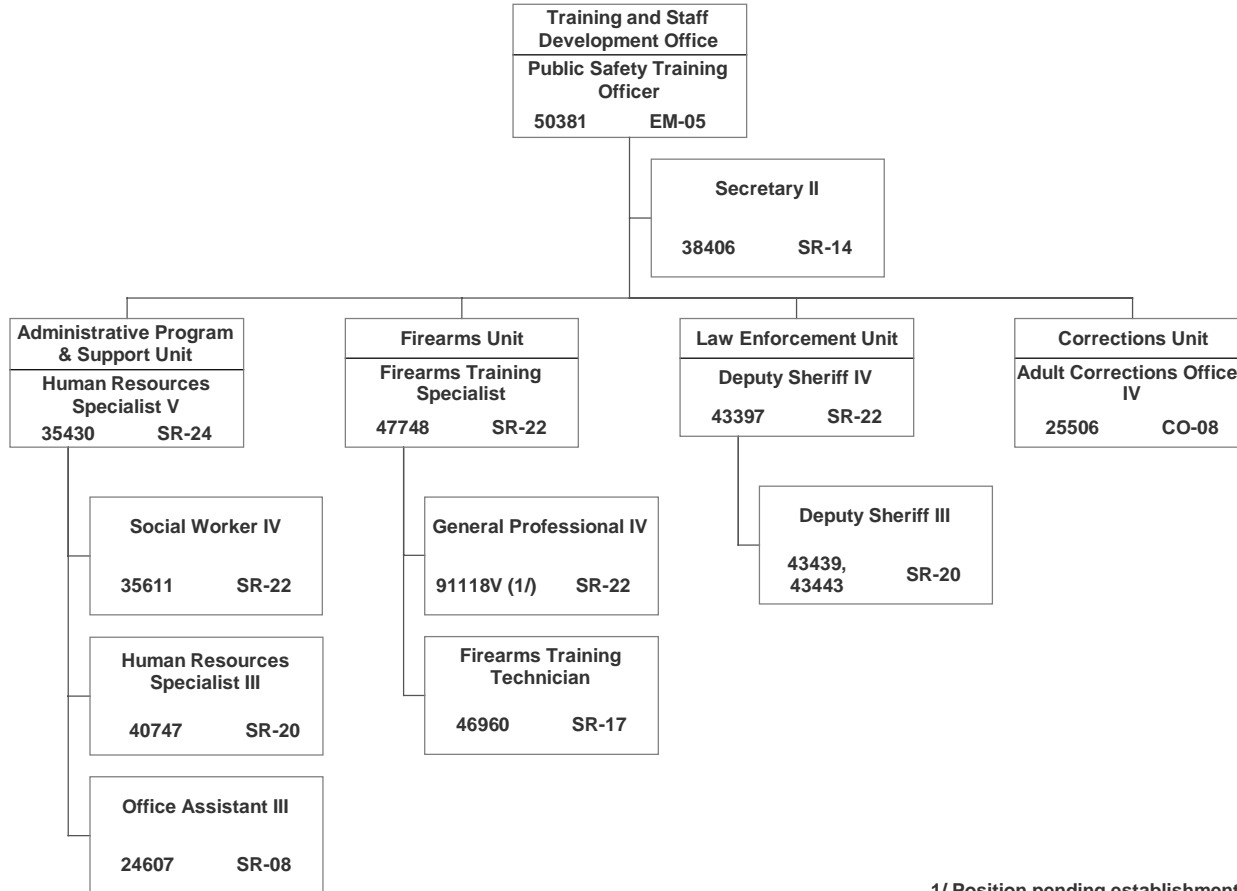 Training and Staff
Development Office
Public Safety Training
Officer
50381 EM-05
Secretary II
38406 SR-14
Administrative Program
& Support Unit
Human Resources
Specialist V
35430 SR-24
Firearms Unit
Firearms Training
Specialist
47748 SR-22
Law Enforcement Unit
Deputy Sheriff IV
43397 SR-22
Corrections Unit
Adult Corrections Office
IV
25506 CO-08
Social Worker IV
35611 SR-22
Human Resources
Specialist III
40747 SR-20
Office Assistant III
24607 SR-08
General Professional IV
91118V (1/) SR-22
Firearms Training
Technician
46960 SR-17
Deputy Sheriff III
43439,
43443 SR-20
1/ Position pending establishment